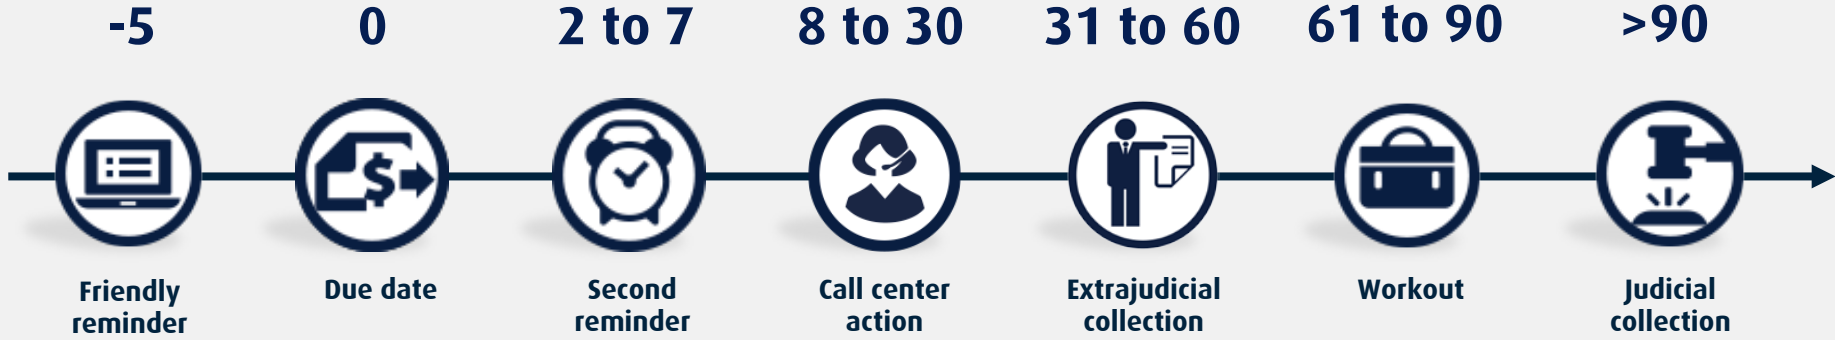 -5 0 2 to 7 8 to 30 31 to 60 61 to 90 >90
$
Friendly
reminder
Due date
Second
reminder
Call center
action
Extrajudicial
collection
Workout
Judicial
collection